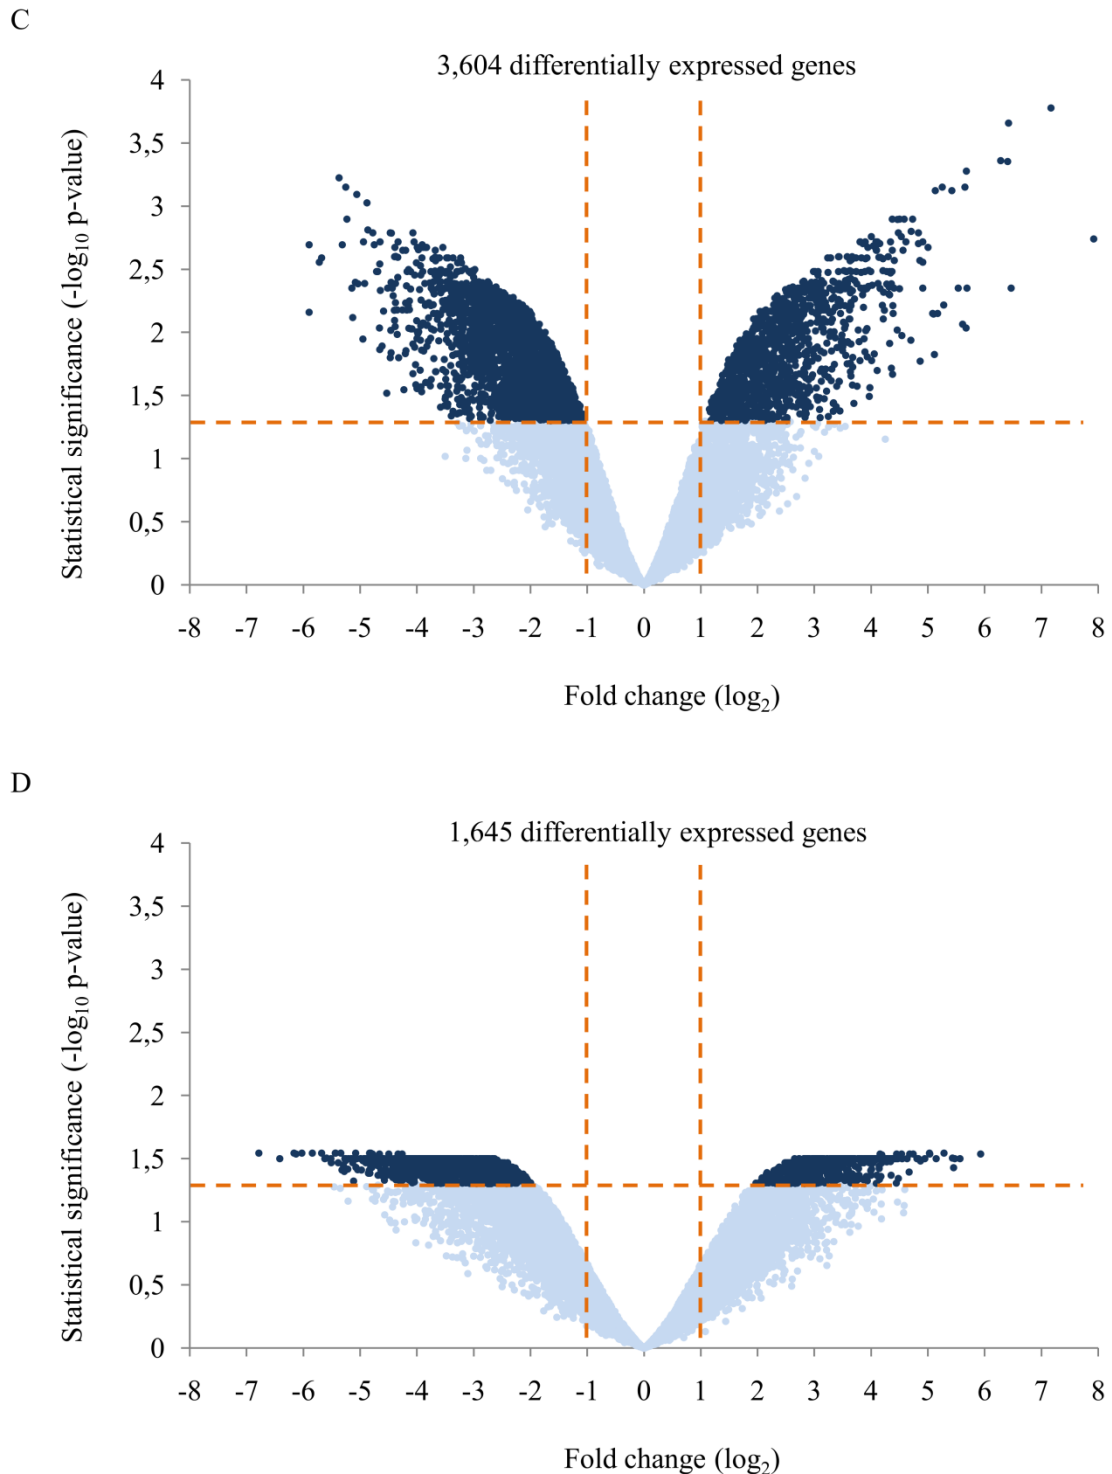 C
3,604 differentially expressed genes
4
3,5
3
2,5
2
1,5
1
0,5
0
Statistical significance (-log₁₀ p-value)
-8 -7 -6 -5 -4 -3 -2 -1 0 1 2 3 4 5 6 7 8
Fold change (log₂)
D
1,645 differentially expressed genes
4
3,5
3
2,5
2
1,5
1
0,5
0
Statistical significance (-log₁₀ p-value)
-8 -7 -6 -5 -4 -3 -2 -1 0 1 2 3 4 5 6 7 8
Fold change (log₂)